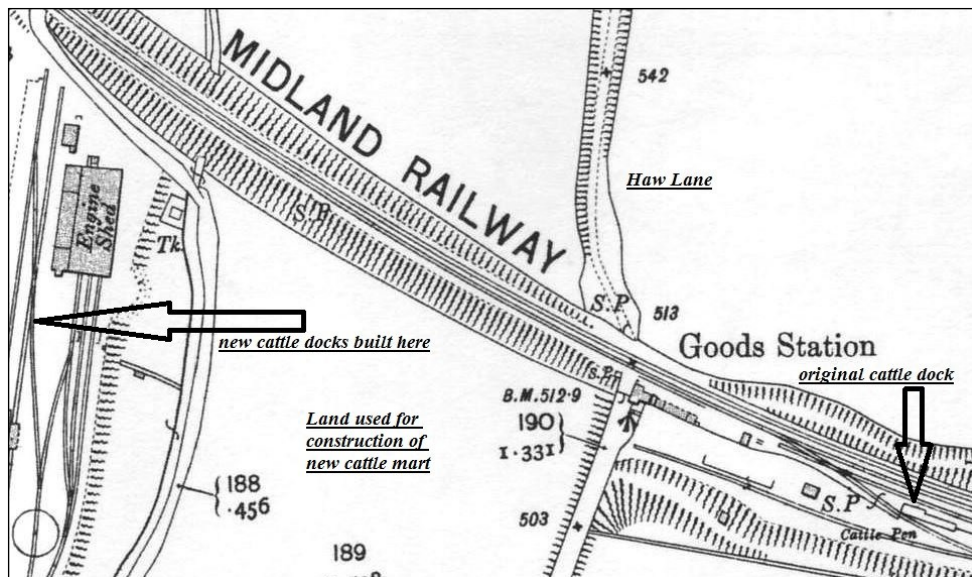 MIDLAND RAILWAY
542
Haw Lane
Engine
Shed
Tk
S.P
S.P
513
new cattle docks built here
Goods Station
original cattle dock
S.P.
B.M.512·9
Land used for
construction of
new cattle mart
190
1·331
188
·456
503
S.P
Cattle Pen
189